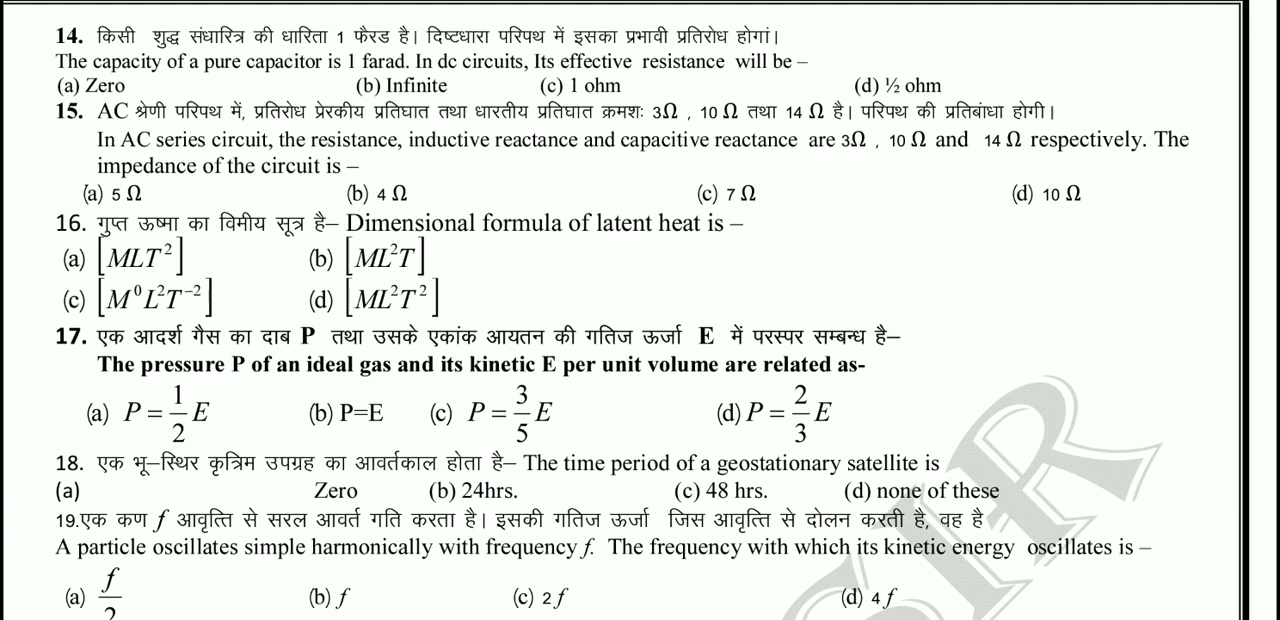 14. किसी शुद्ध संधारित्र की धारिता 1 फैरड है। दिष्टधारा परिपथ में इसका प्रभावी प्रतिरोध होगां।
The capacity of a pure capacitor is 1 farad. In dc circuits, Its effective resistance will be –
(a) Zero (b) Infinite (c) 1 ohm (d) ½ ohm
15. AC श्रेणी परिपथ में, प्रतिरोध प्रेरकीय प्रतिघात तथा धारतीय प्रतिघात क्रमशः 3Ω , 10 Ω तथा 14 Ω है। परिपथ की प्रतिबांधा होगी।
In AC series circuit, the resistance, inductive reactance and capacitive reactance are 3Ω , 10 Ω and 14 Ω respectively. The
impedance of the circuit is –
(a) 5 Ω (b) 4 Ω (c) 7 Ω (d) 10 Ω
16. गुप्त ऊष्मा का विमीय सूत्र है– Dimensional formula of latent heat is –
(a) [MLT²] (b) [ML²T]
(c) [M⁰L²T⁻²] (d) [ML²T²]
17. एक आदर्श गैस का दाब P तथा उसके एकांक आयतन की गतिज ऊर्जा E में परस्पर सम्बन्ध है–
The pressure P of an ideal gas and its kinetic E per unit volume are related as-
(a) P = 1/2 E (b) P=E (c) P = 3/5 E (d) P = 2/3 E
18. एक भू–स्थिर कृत्रिम उपग्रह का आवर्तकाल होता है– The time period of a geostationary satellite is
(a) Zero (b) 24hrs. (c) 48 hrs. (d) none of these
19.एक कण f आवृत्ति से सरल आवर्त गति करता है। इसकी गतिज ऊर्जा जिस आवृत्ति से दोलन करती है, वह है
A particle oscillates simple harmonically with frequency f. The frequency with which its kinetic energy oscillates is –
(a) f/2 (b) f (c) 2f (d) 4f
SIR